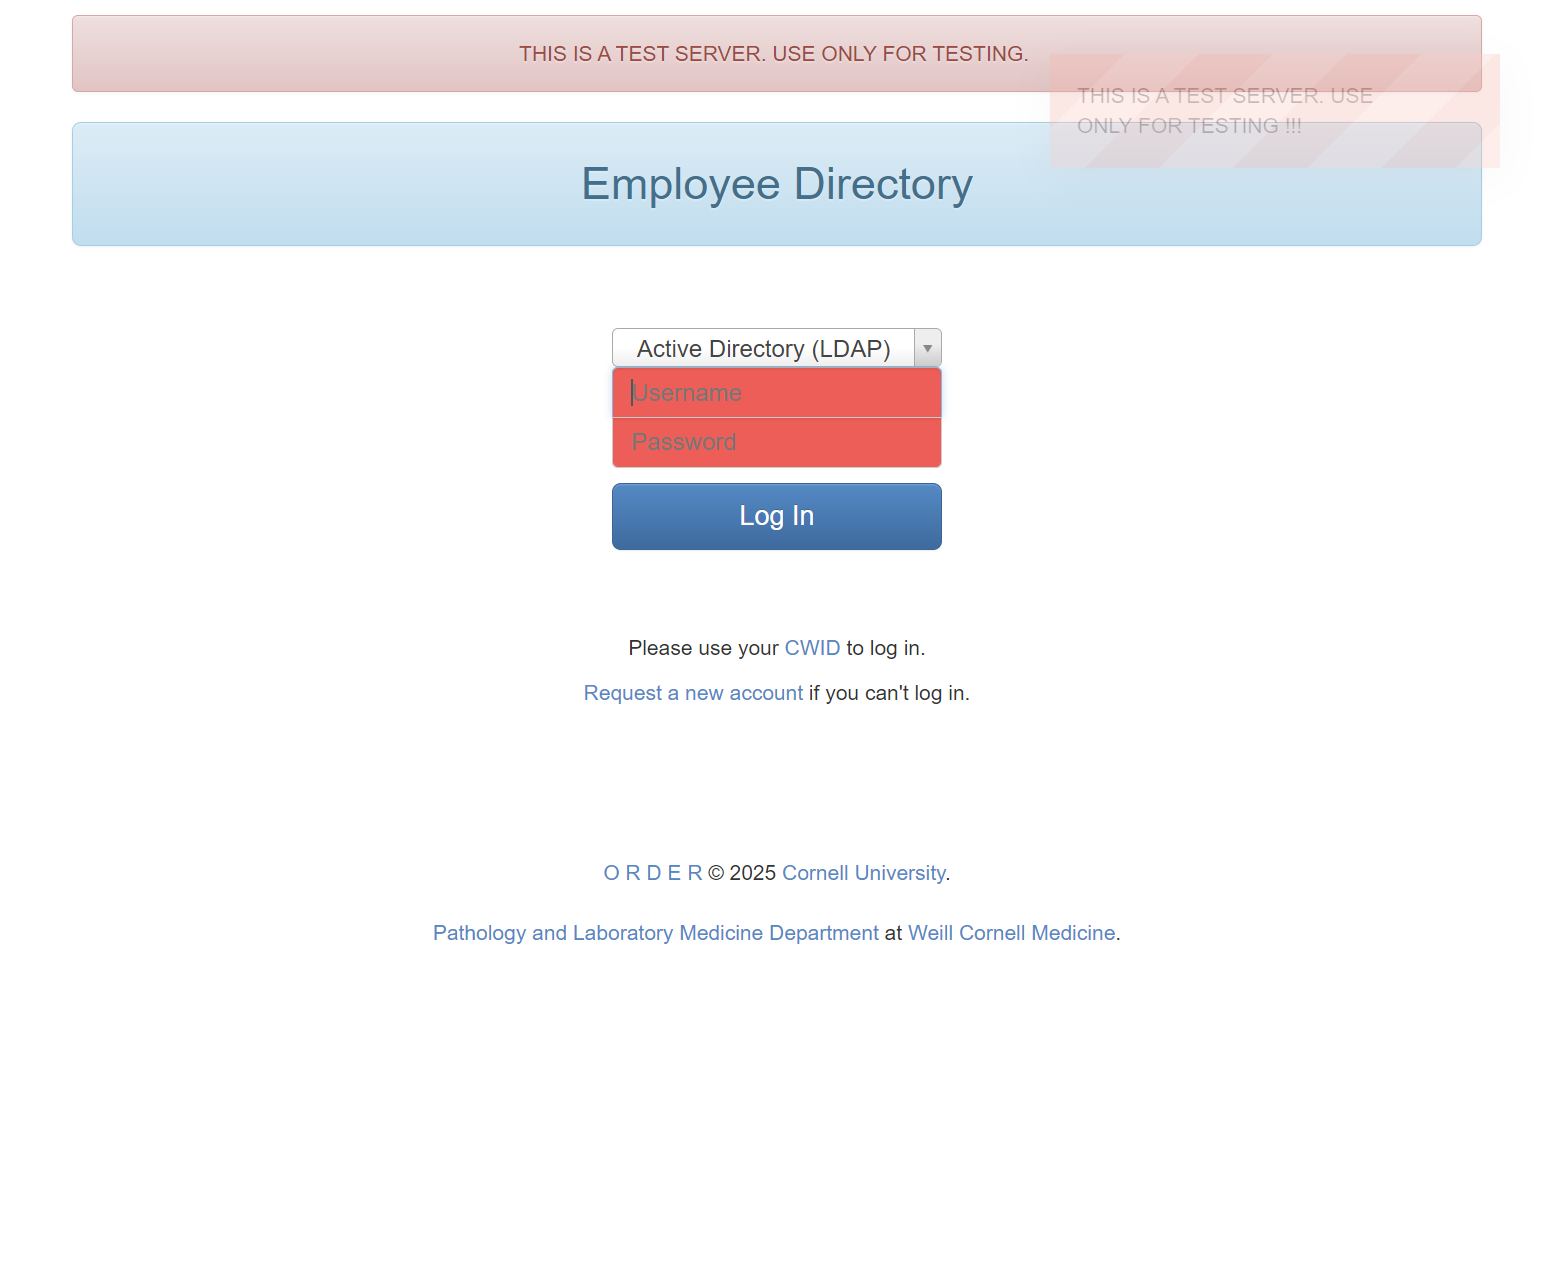 THIS IS A TEST SERVER. USE ONLY FOR TESTING.
THIS IS A TEST SERVER. USE
ONLY FOR TESTING !!!
Employee Directory
Active Directory (LDAP)
Username
Password
Log In
Please use your CWID to log in.
Request a new account if you can't log in.
O R D E R © 2025 Cornell University.
Pathology and Laboratory Medicine Department at Weill Cornell Medicine.